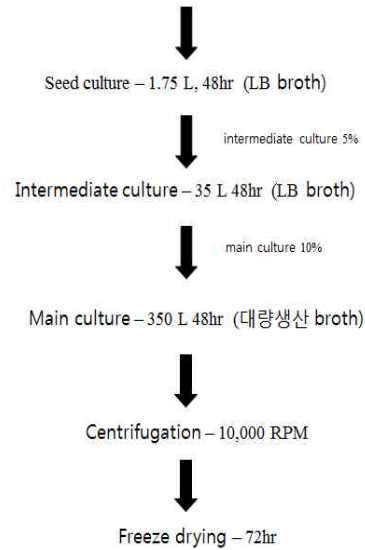 Seed culture – 1.75 L, 48hr (LB broth)
intermediate culture 5%
Intermediate culture – 35 L 48hr (LB broth)
main culture 10%
Main culture – 350 L 48hr (대량생산 broth)
Centrifugation – 10,000 RPM
Freeze drying – 72hr